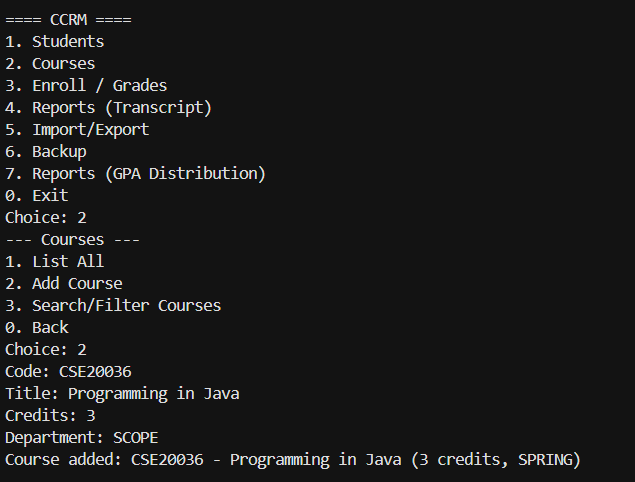 ==== CCRM ====
1. Students
2. Courses
3. Enroll / Grades
4. Reports (Transcript)
5. Import/Export
6. Backup
7. Reports (GPA Distribution)
0. Exit
Choice: 2
--- Courses ---
1. List All
2. Add Course
3. Search/Filter Courses
0. Back
Choice: 2
Code: CSE20036
Title: Programming in Java
Credits: 3
Department: SCOPE
Course added: CSE20036 - Programming in Java (3 credits, SPRING)